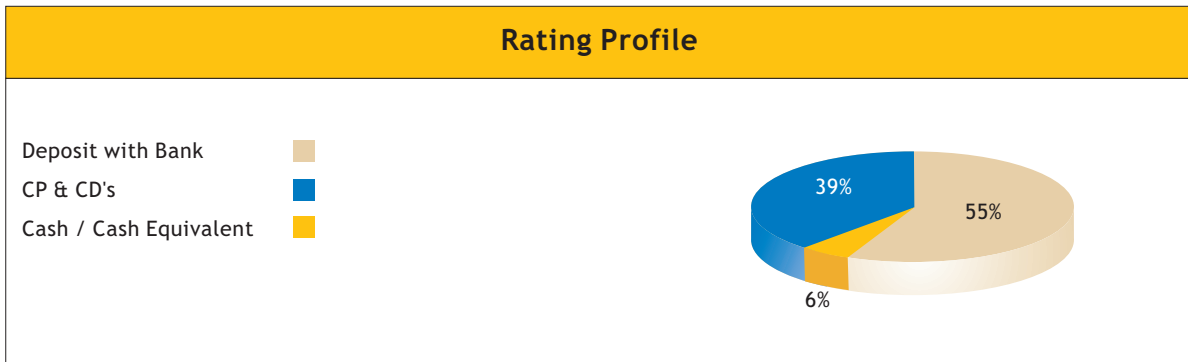 Rating Profile
Deposit with Bank
CP & CD's
Cash / Cash Equivalent
39%
55%
6%